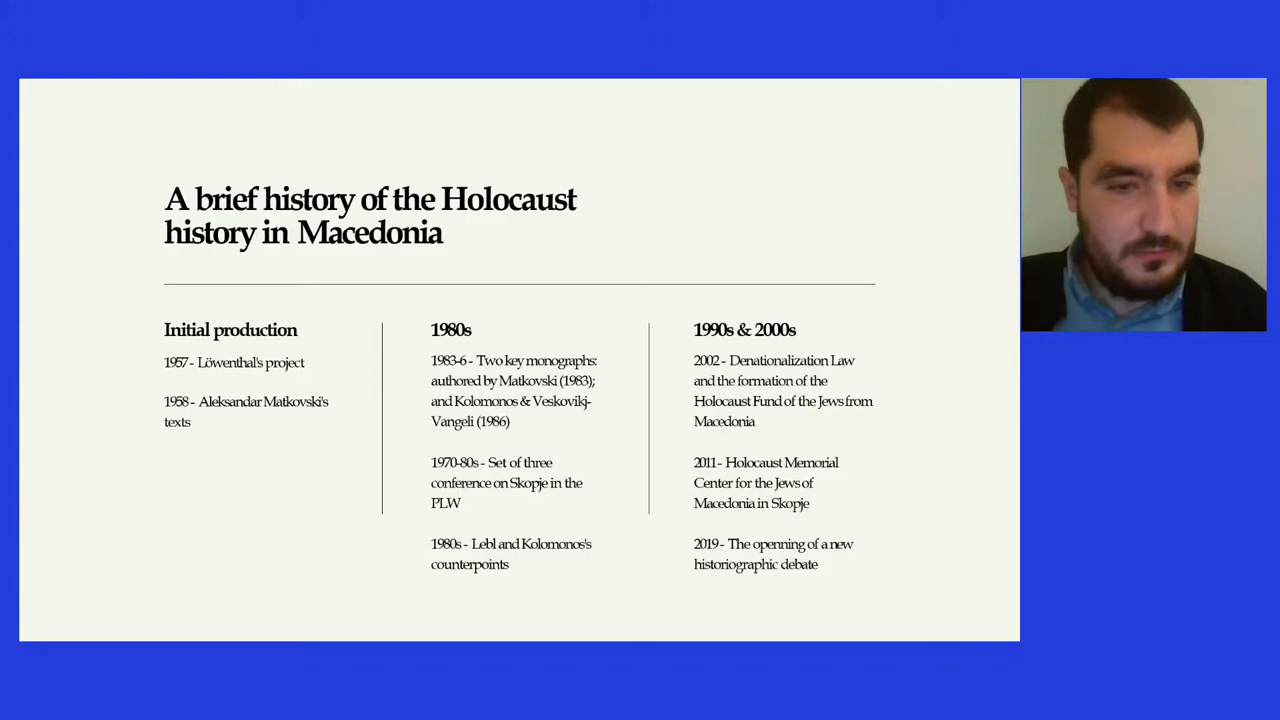 A brief history of the Holocaust
history in Macedonia
Initial production
1957 - Löwenthal's project
1958 - Aleksandar Matkovski's
texts
1980s
1983-6 - Two key monographs:
authored by Matkovski (1983);
and Kolomonos & Veskovikj-
Vangeli (1986)
1970-80s - Set of three
conference on Skopje in the
PLW
1980s - Lebl and Kolomonos's
counterpoints
1990s & 2000s
2002 - Denationalization Law
and the formation of the
Holocaust Fund of the Jews from
Macedonia
2011 - Holocaust Memorial
Center for the Jews of
Macedonia in Skopje
2019 - The openning of a new
historiographic debate